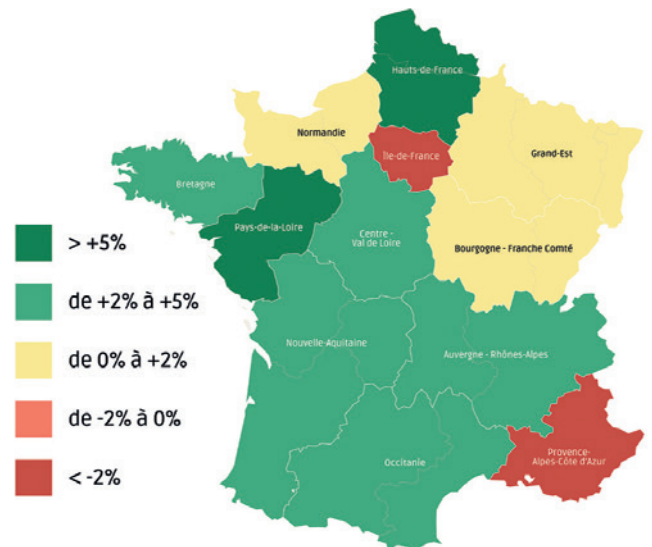 Hauts-de-France
Normandie
Île-de-France
Grand-Est
Bretagne
Pays-de-la-Loire
Centre -
Val de Loire
Bourgogne - Franche Comté
Nouvelle-Aquitaine
Auvergne - Rhônes-Alpes
Occitanie
Provence-
Alpes-Côte d'Azur
> +5%
de +2% à +5%
de 0% à +2%
de -2% à 0%
< -2%